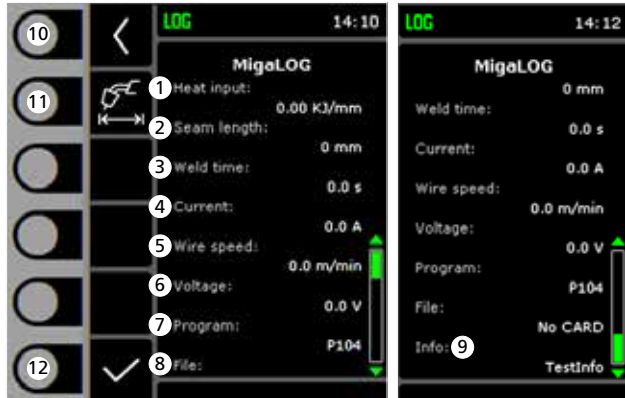 LOG 14:10
MigaLOG
10
11
1 Heat input:
0.00 KJ/mm
2 Seam length:
0 mm
3 Weld time:
0.0 s
4 Current:
0.0 A
5 Wire speed:
0.0 m/min
6 Voltage:
0.0 V
7 Program:
P104
12
8 File:
LOG 14:12
MigaLOG
0 mm
Weld time:
0.0 s
Current:
0.0 A
Wire speed:
0.0 m/min
Voltage:
0.0 V
Program:
P104
File:
No CARD
Info: 9
TestInfo